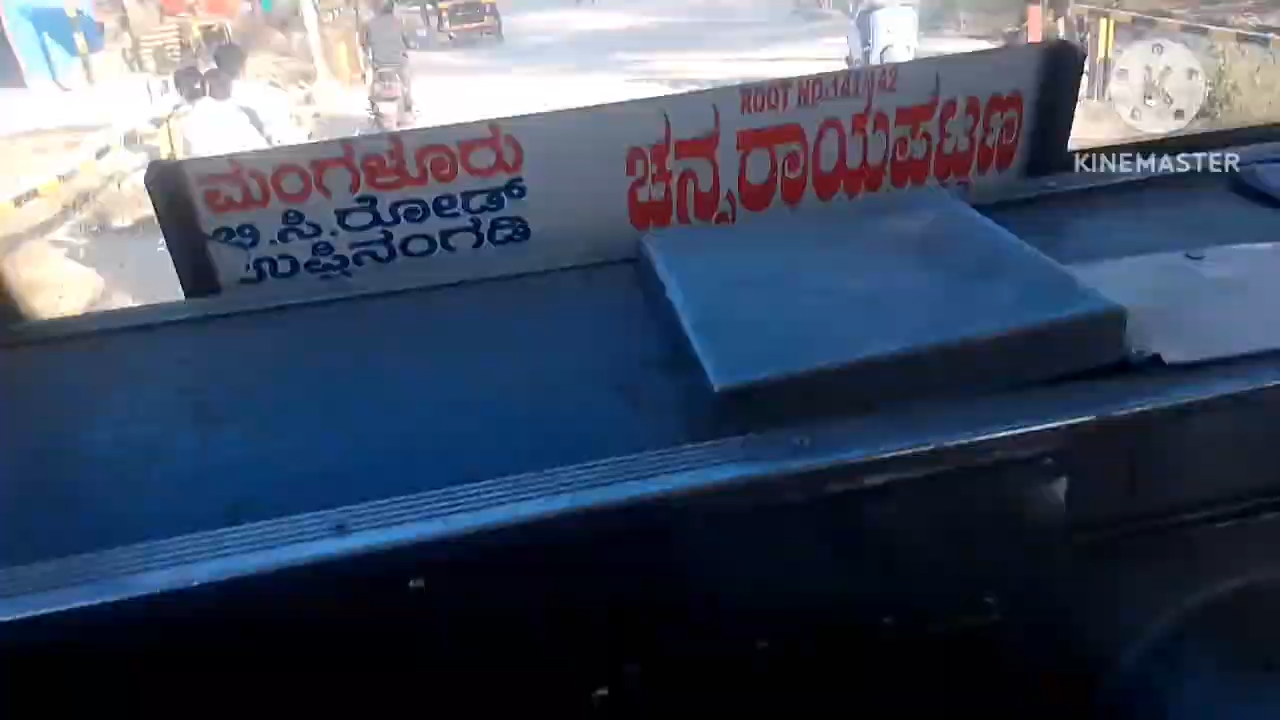 ಮಂಗಳೂರು
ಬಿ.ಸಿ.ರೋಡ್
ಉಪ್ಪಿನಂಗಡಿ
ROOT NO-141/142
ಚನ್ನರಾಯಪಟ್ಟಣ
KINEMASTER